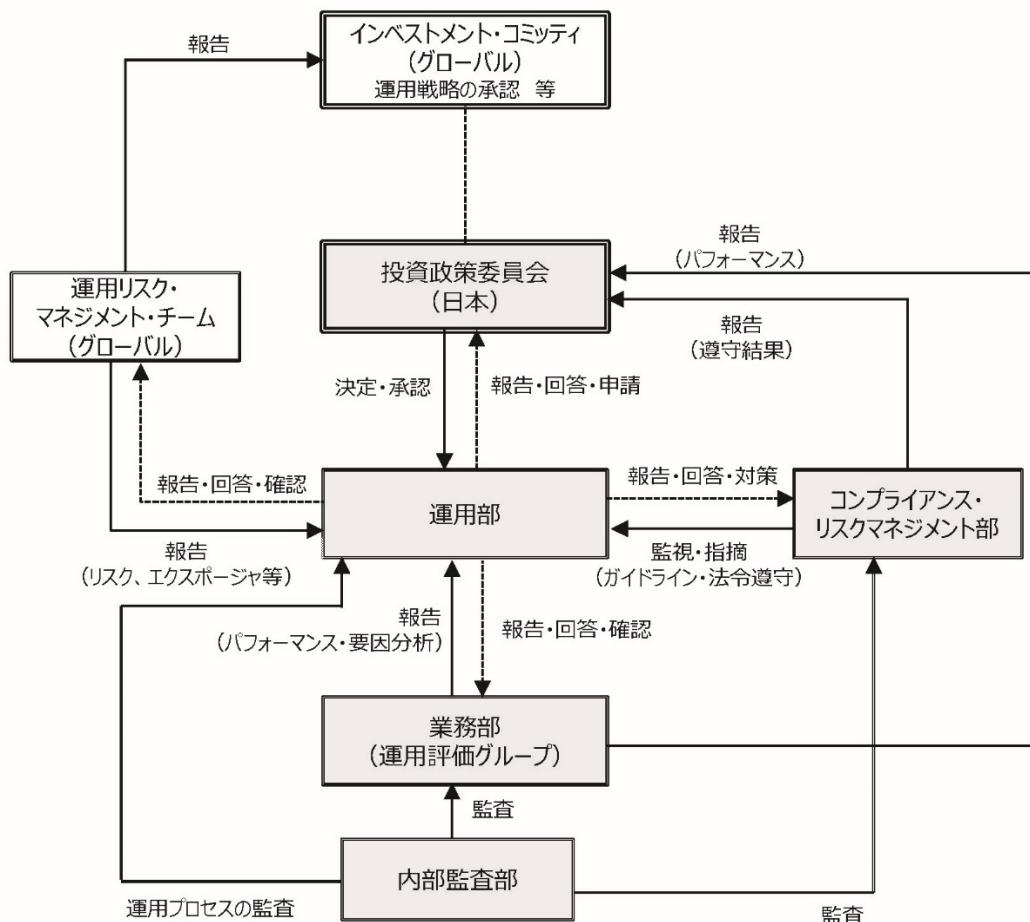 報告
インベストメント・コミッティ
(グローバル)
運用戦略の承認 等
報告
(パフォーマンス)
投資政策委員会
(日本)
運用リスク・
マネジメント・チーム
(グローバル)
報告
(遵守結果)
決定・承認
報告・回答・申請
報告・回答・確認
運用部
報告・回答・対策
コンプライアンス・
リスクマネジメント部
監視・指摘
(ガイドライン・法令遵守)
報告
(リスク、エクスポージャ等)
報告
(パフォーマンス・要因分析)
報告・回答・確認
業務部
(運用評価グループ)
監査
内部監査部
運用プロセスの監査
監査